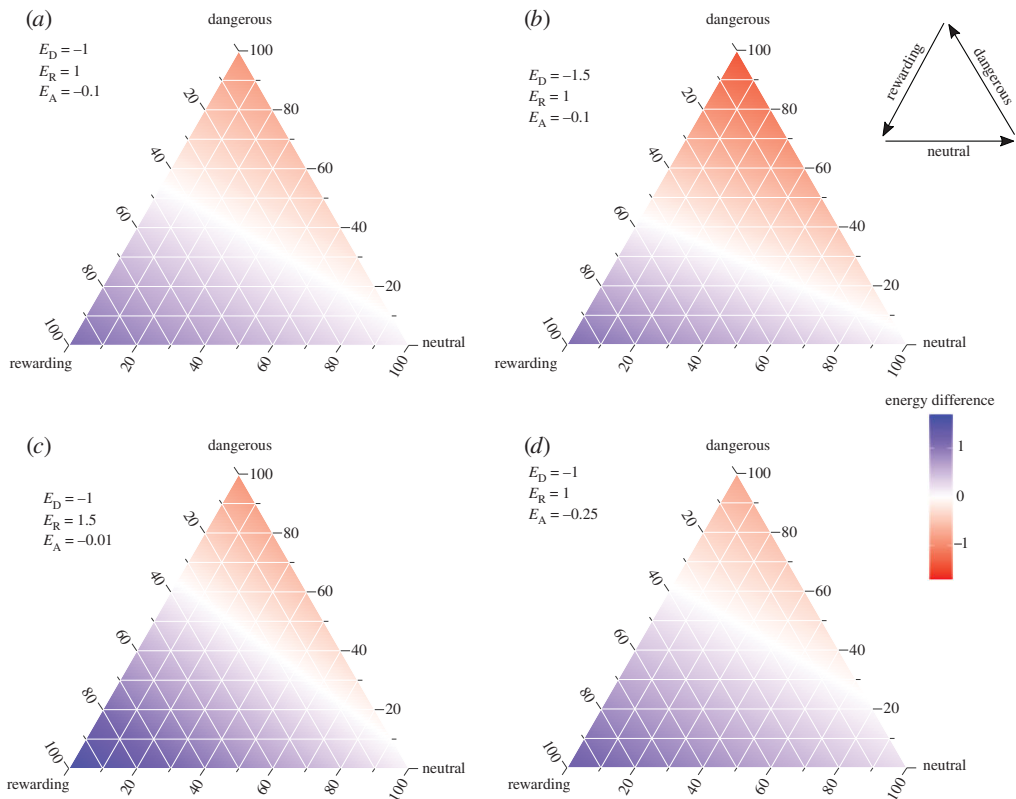 (a)
dangerous
E_D = –1
E_R = 1
E_A = –0.1
100
80
60
40
20
20
40
60
80
100
rewarding
neutral
20
40
60
80
100
(b)
dangerous
E_D = –1.5
E_R = 1
E_A = –0.1
100
80
60
40
20
20
40
60
80
100
rewarding
neutral
20
40
60
80
100
rewarding
dangerous
neutral
energy difference
1
0
–1
(c)
dangerous
E_D = –1
E_R = 1.5
E_A = –0.01
100
80
60
40
20
20
40
60
80
100
rewarding
neutral
20
40
60
80
100
(d)
dangerous
E_D = –1
E_R = 1
E_A = –0.25
100
80
60
40
20
20
40
60
80
100
rewarding
neutral
20
40
60
80
100